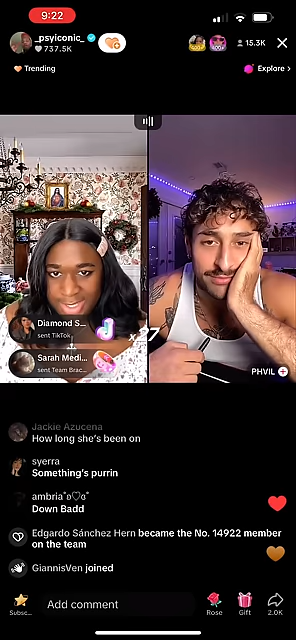 9:22
_psyiconic_
737.5K
15.3K
Trending
Explore >
Diamond S...
sent TikTok
x27
Sarah Medi...
sent Team Brac...
PHVIL
Jackie Azucena
How long she's been on
syerra
Something's purrin
ambria˚ʚ♡ɞ˚
Down Badd
Edgardo Sánchez Hern became the No. 14922 member
on the team
GiannisVen joined
Subsc...
Add comment
Rose
Gift
2.0K